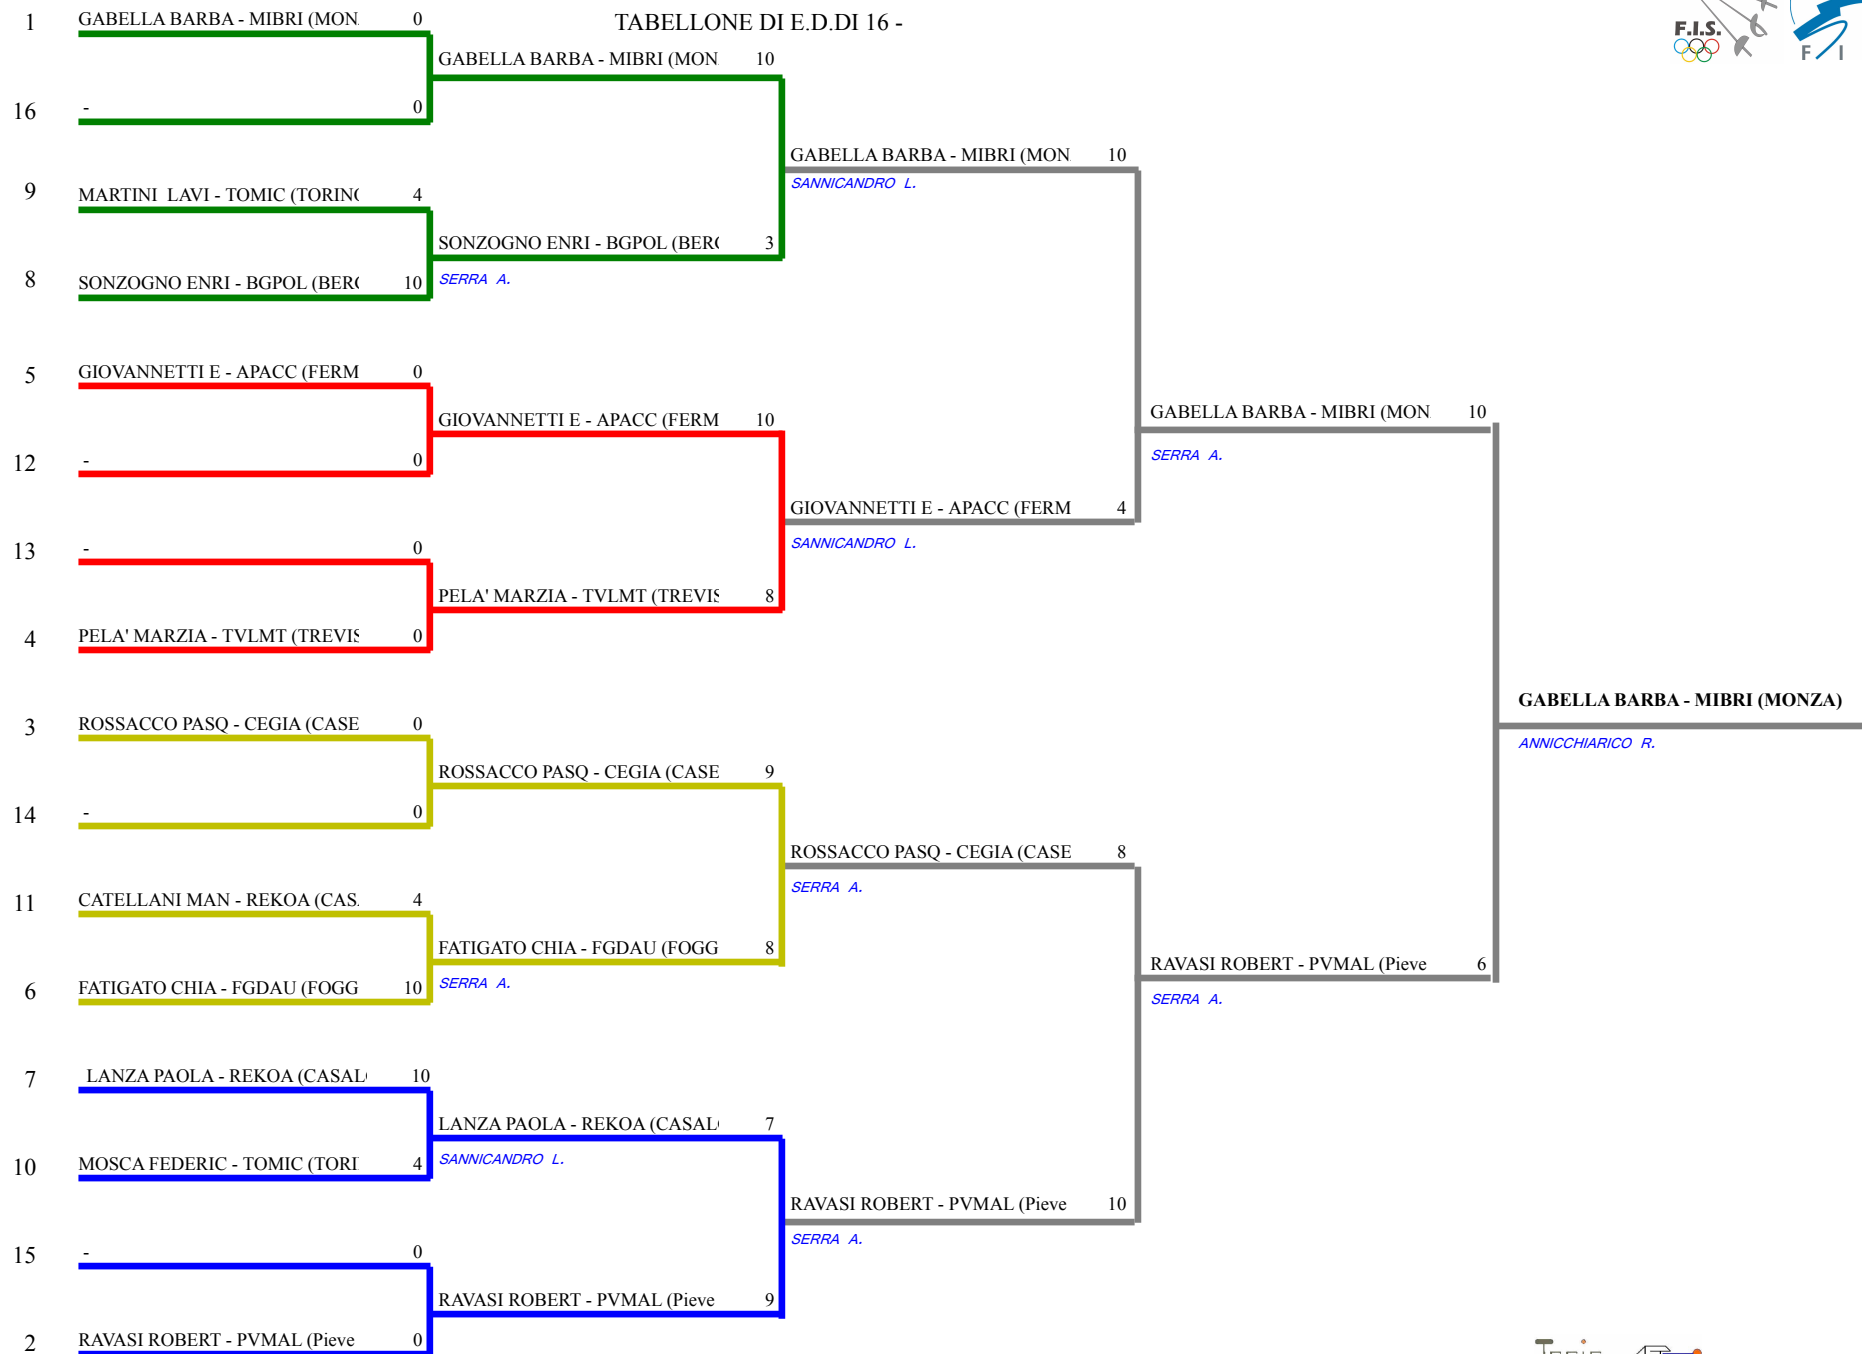 TABELLONE DI E.D.DI 16 -
F.I.S.
F I
1 GABELLA BARBA - MIBRI (MON 0
GABELLA BARBA - MIBRI (MON 10
16 - 0
GABELLA BARBA - MIBRI (MON 10
SANNICANDRO L.
9 MARTINI LAVI - TOMIC (TORINO 4
SONZOGNO ENRI - BGPOL (BERG 3
SERRA A.
8 SONZOGNO ENRI - BGPOL (BERG 10
5 GIOVANNETTI E - APACC (FERM 0
GIOVANNETTI E - APACC (FERM 10
GABELLA BARBA - MIBRI (MON 10
SERRA A.
12 - 0
GIOVANNETTI E - APACC (FERM 4
SANNICANDRO L.
13 - 0
PELA' MARZIA - TVLMT (TREVIS 8
4 PELA' MARZIA - TVLMT (TREVIS 0
GABELLA BARBA - MIBRI (MONZA)
ANNICCHIARICO R.
3 ROSSACCO PASQ - CEGIA (CASE 0
ROSSACCO PASQ - CEGIA (CASE 9
14 - 0
ROSSACCO PASQ - CEGIA (CASE 8
SERRA A.
11 CATELLANI MAN - REKOA (CAS 4
FATIGATO CHIA - FGDAU (FOGG 8
SERRA A.
6 FATIGATO CHIA - FGDAU (FOGG 10
RAVASI ROBERT - PVMAL (Pieve 6
SERRA A.
7 LANZA PAOLA - REKOA (CASAL 10
LANZA PAOLA - REKOA (CASAL 7
SANNICANDRO L.
10 MOSCA FEDERIC - TOMIC (TORI 4
RAVASI ROBERT - PVMAL (Pieve 10
SERRA A.
15 - 0
RAVASI ROBERT - PVMAL (Pieve 9
2 RAVASI ROBERT - PVMAL (Pieve 0